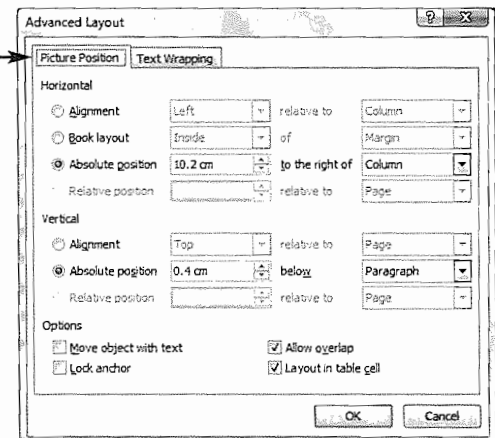 Advanced Layout
Picture Position Text Wrapping
Horizontal
Alignment Left relative to Column
Book layout Inside of Margin
Absolute position 10.2 cm to the right of Column
Relative position relative to Page
Vertical
Alignment Top relative to Page
Absolute position 0.4 cm below Paragraph
Relative position relative to Page
Options
Move object with text Allow overlap
Lock anchor Layout in table cell
OK Cancel